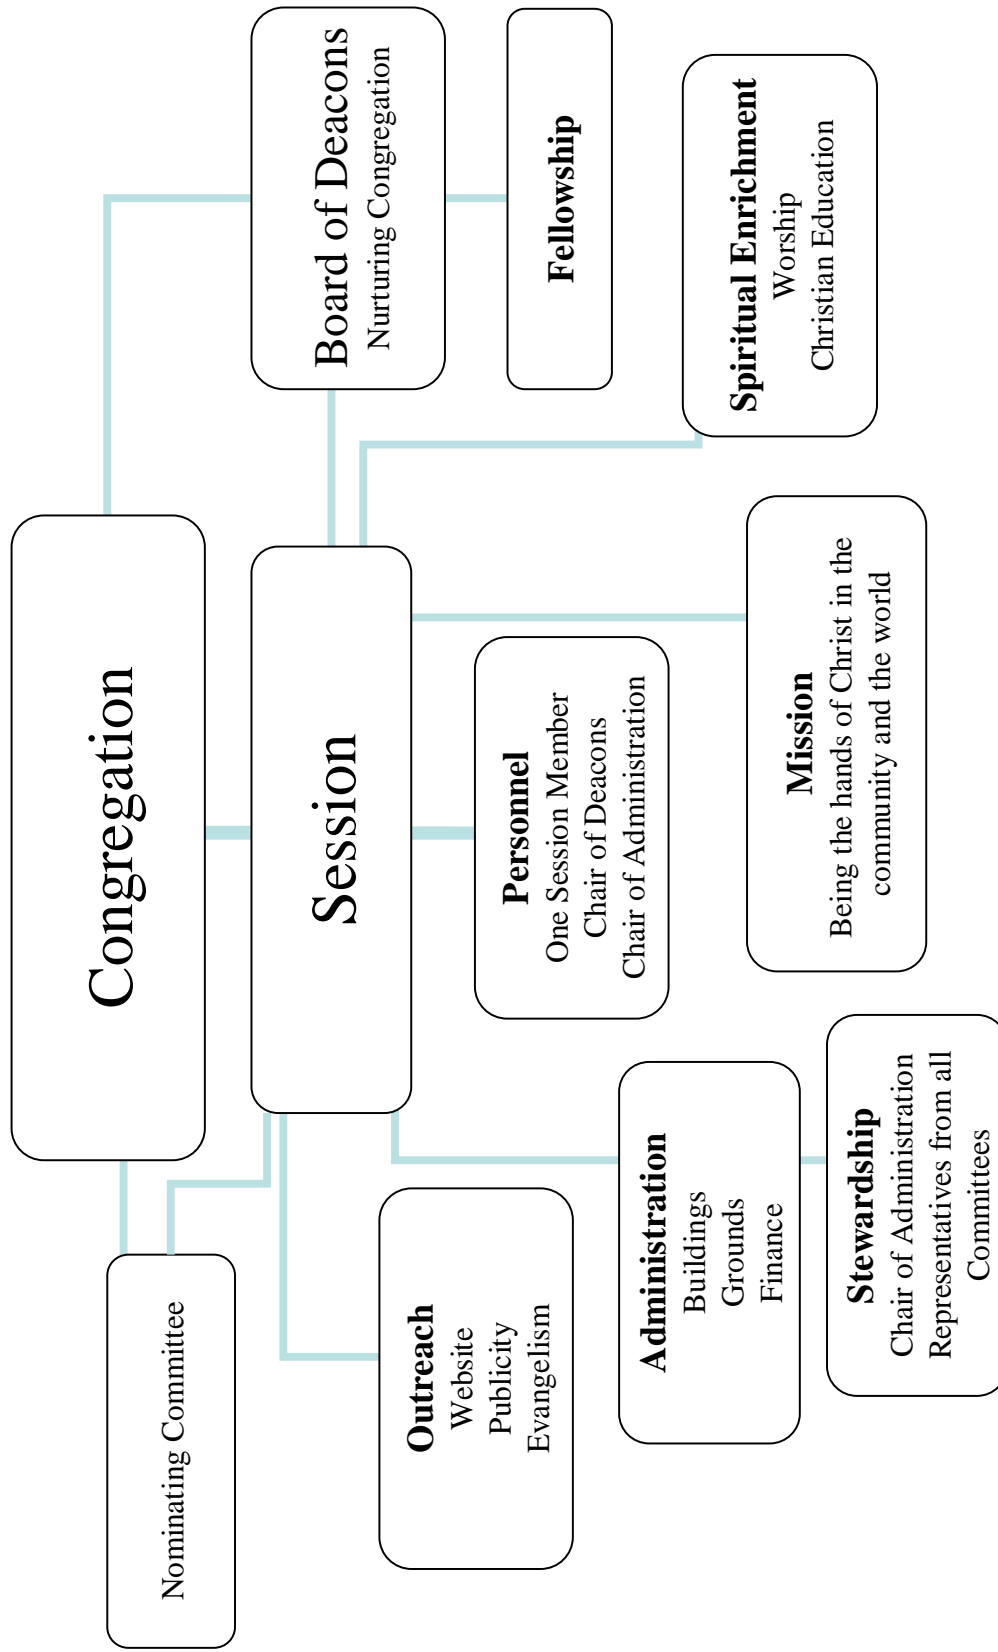 Congregation
Nominating Committee
Session
Board of Deacons
Nurturing Congregation
Outreach
Website
Publicity
Evangelism
Personnel
One Session Member
Chair of Deacons
Chair of Administration
Fellowship
Administration
Buildings
Grounds
Finance
Mission
Being the hands of Christ in the
community and the world
Spiritual Enrichment
Worship
Christian Education
Stewardship
Chair of Administration
Representatives from all
Committees